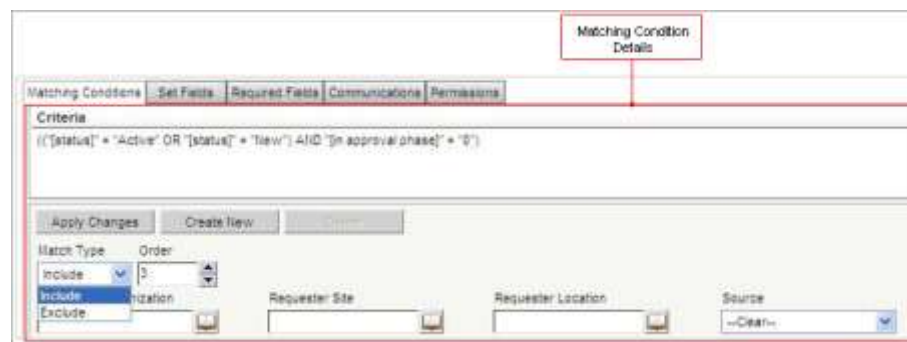 Matching Condition
Details
Matching Conditions Set Fields Required Fields Communications Permissions
Criteria
(("[status]" = "Active" OR "[status]" = "New") AND "[in approval phase]" = "0")
Apply Changes Create New
Match Type Order
Include 3
Include
Exclude
nization Requester Site Requester Location Source
--Clear--